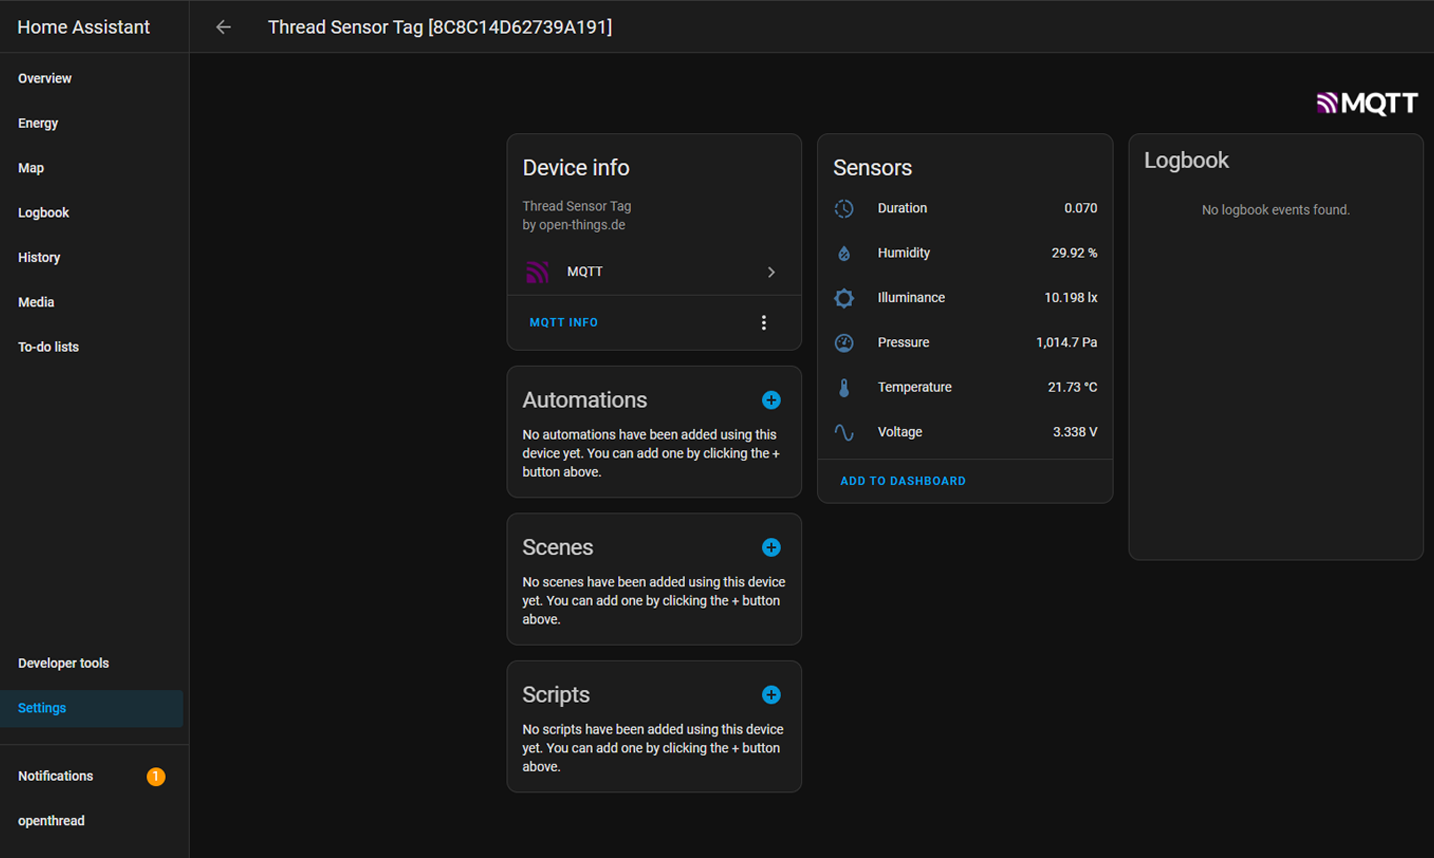 Home Assistant
Thread Sensor Tag [8C8C14D62739A191]
Overview
Energy
Map
Logbook
History
Media
To-do lists
Developer tools
Settings
Notifications
1
openthread
MQTT
Device info
Thread Sensor Tag
by open-things.de
MQTT
MQTT INFO
Automations
No automations have been added using this
device yet. You can add one by clicking the +
button above.
Scenes
No scenes have been added using this device
yet. You can add one by clicking the + button
above.
Scripts
No scripts have been added using this device
yet. You can add one by clicking the + button
above.
Sensors
Duration 0.070
Humidity 29.92 %
Illuminance 10.198 lx
Pressure 1,014.7 Pa
Temperature 21.73 °C
Voltage 3.338 V
ADD TO DASHBOARD
Logbook
No logbook events found.